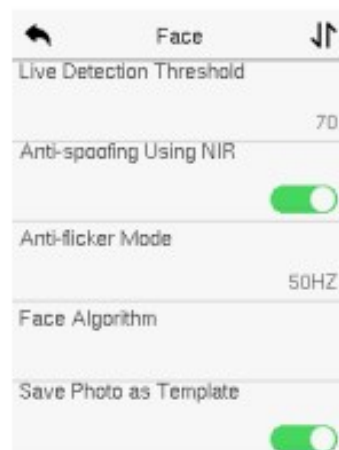 Face
Live Detection Threshold
70
Anti-spoofing Using NIR
Anti-flicker Mode
50HZ
Face Algorithm
Save Photo as Template